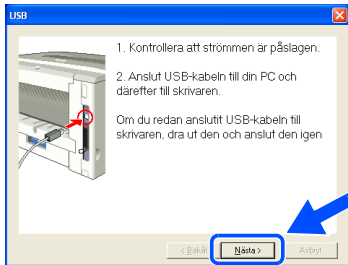 USB
1. Kontrollera att strömmen är påslagen.
2. Anslut USB-kabeln till din PC och
därefter till skrivaren.
Om du redan anslutit USB-kabeln till
skrivaren, dra ut den och anslut den igen
< Bakåt
Nästa >
Avbryt